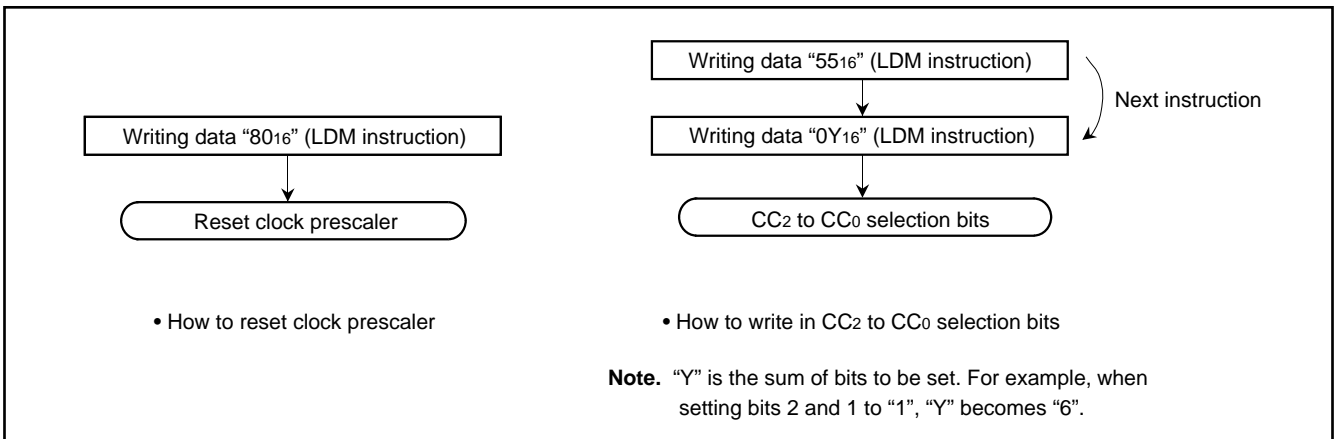 Writing data “80₁₆” (LDM instruction)
Reset clock prescaler
• How to reset clock prescaler
Writing data “55₁₆” (LDM instruction)
Next instruction
Writing data “0Y₁₆” (LDM instruction)
CC₂ to CC₀ selection bits
• How to write in CC₂ to CC₀ selection bits
Note. “Y” is the sum of bits to be set. For example, when
setting bits 2 and 1 to “1”, “Y” becomes “6”.